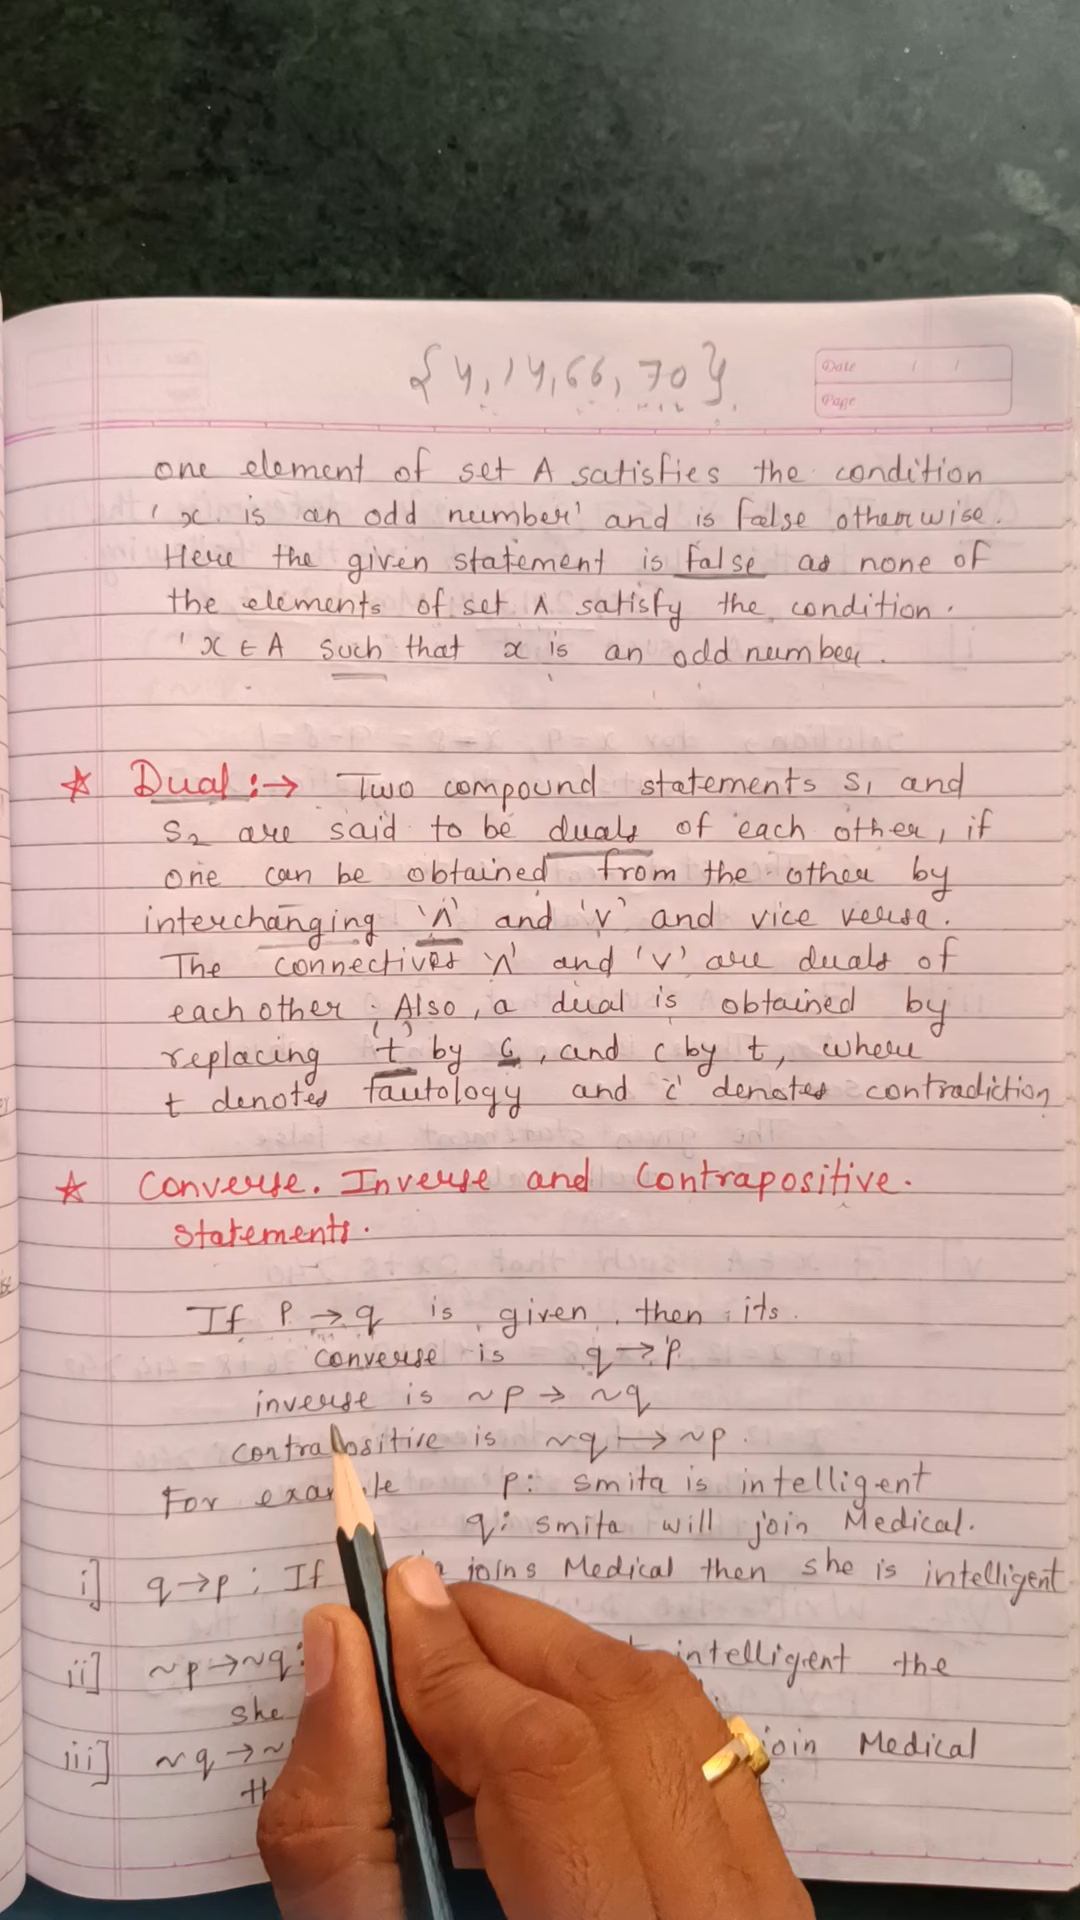 {4, 14, 66, 70}
Date / /
Page
one element of set A satisfies the condition
'x is an odd number' and is false otherwise.
Here the given statement is false as none of
the elements of set A satisfy the condition.
'x ∈ A such that x is an odd number.
☆ Dual :→ Two compound statements S₁ and
S₂ are said to be duals of each other, if
one can be obtained from the other by
interchanging '∧' and '∨' and vice versa.
The connectives '∧' and '∨' are duals of
each other. Also, a dual is obtained by
replacing 't' by c, and c by t, where
t denotes tautology and 'c' denotes contradiction
☆ Converse. Inverse and Contrapositive.
statements.
If p → q is given then its
converse is q → p
inverse is ~p → ~q
contrapositive is ~q → ~p.
For example p: smita is intelligent
q: smita will join Medical.
i] q → p : If joins Medical then she is intelligent
ii] ~p → ~q: intelligent the
she
iii] ~q → ~ join Medical